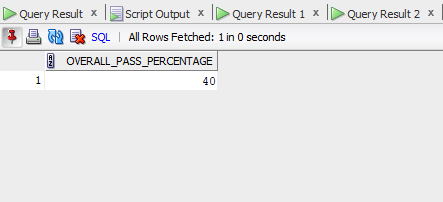 Query Result x Script Output x Query Result 1 x Query Result 2 x
SQL | All Rows Fetched: 1 in 0 seconds
OVERALL_PASS_PERCENTAGE
1 40